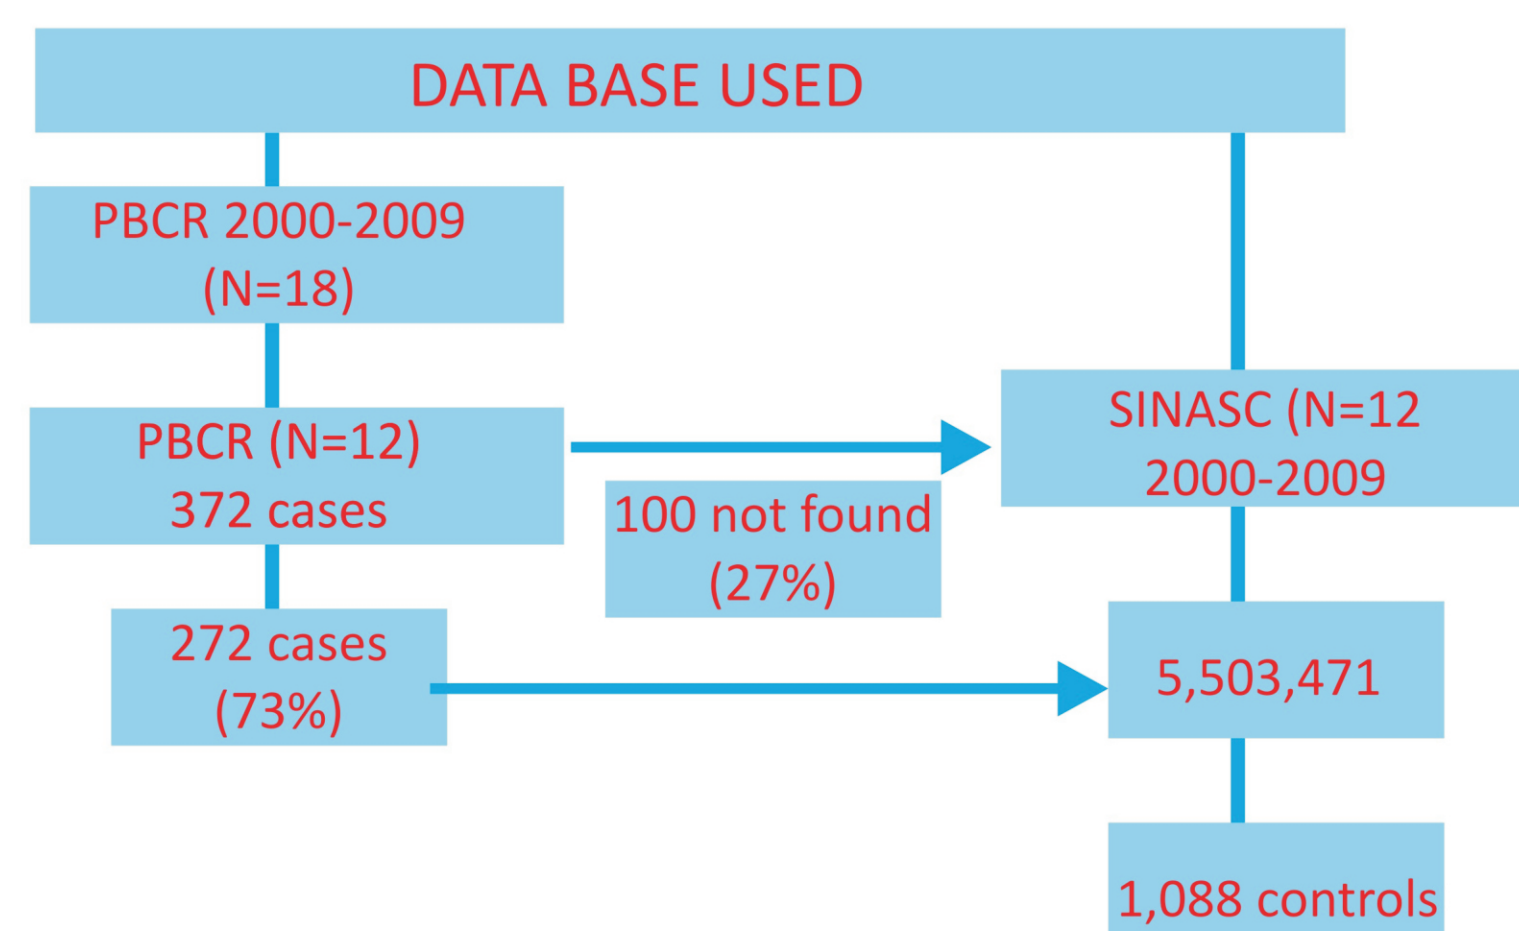 DATA BASE USED
PBCR 2000-2009
(N=18)
PBCR (N=12)
372 cases
100 not found
(27%)
272 cases
(73%)
SINASC (N=12
2000-2009
5,503,471
1,088 controls